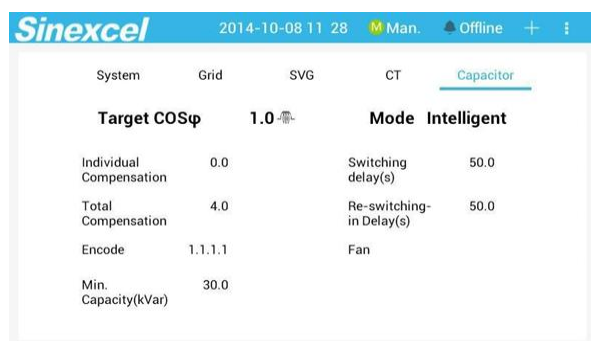 Sinexcel 2014-10-08 11 28 M Man. Offline
System Grid SVG CT Capacitor
Target COSφ 1.0 Mode Intelligent
Individual Compensation 0.0 Switching delay(s) 50.0
Total Compensation 4.0 Re-switching-in Delay(s) 50.0
Encode 1.1.1.1 Fan
Min. Capacity(kVar) 30.0